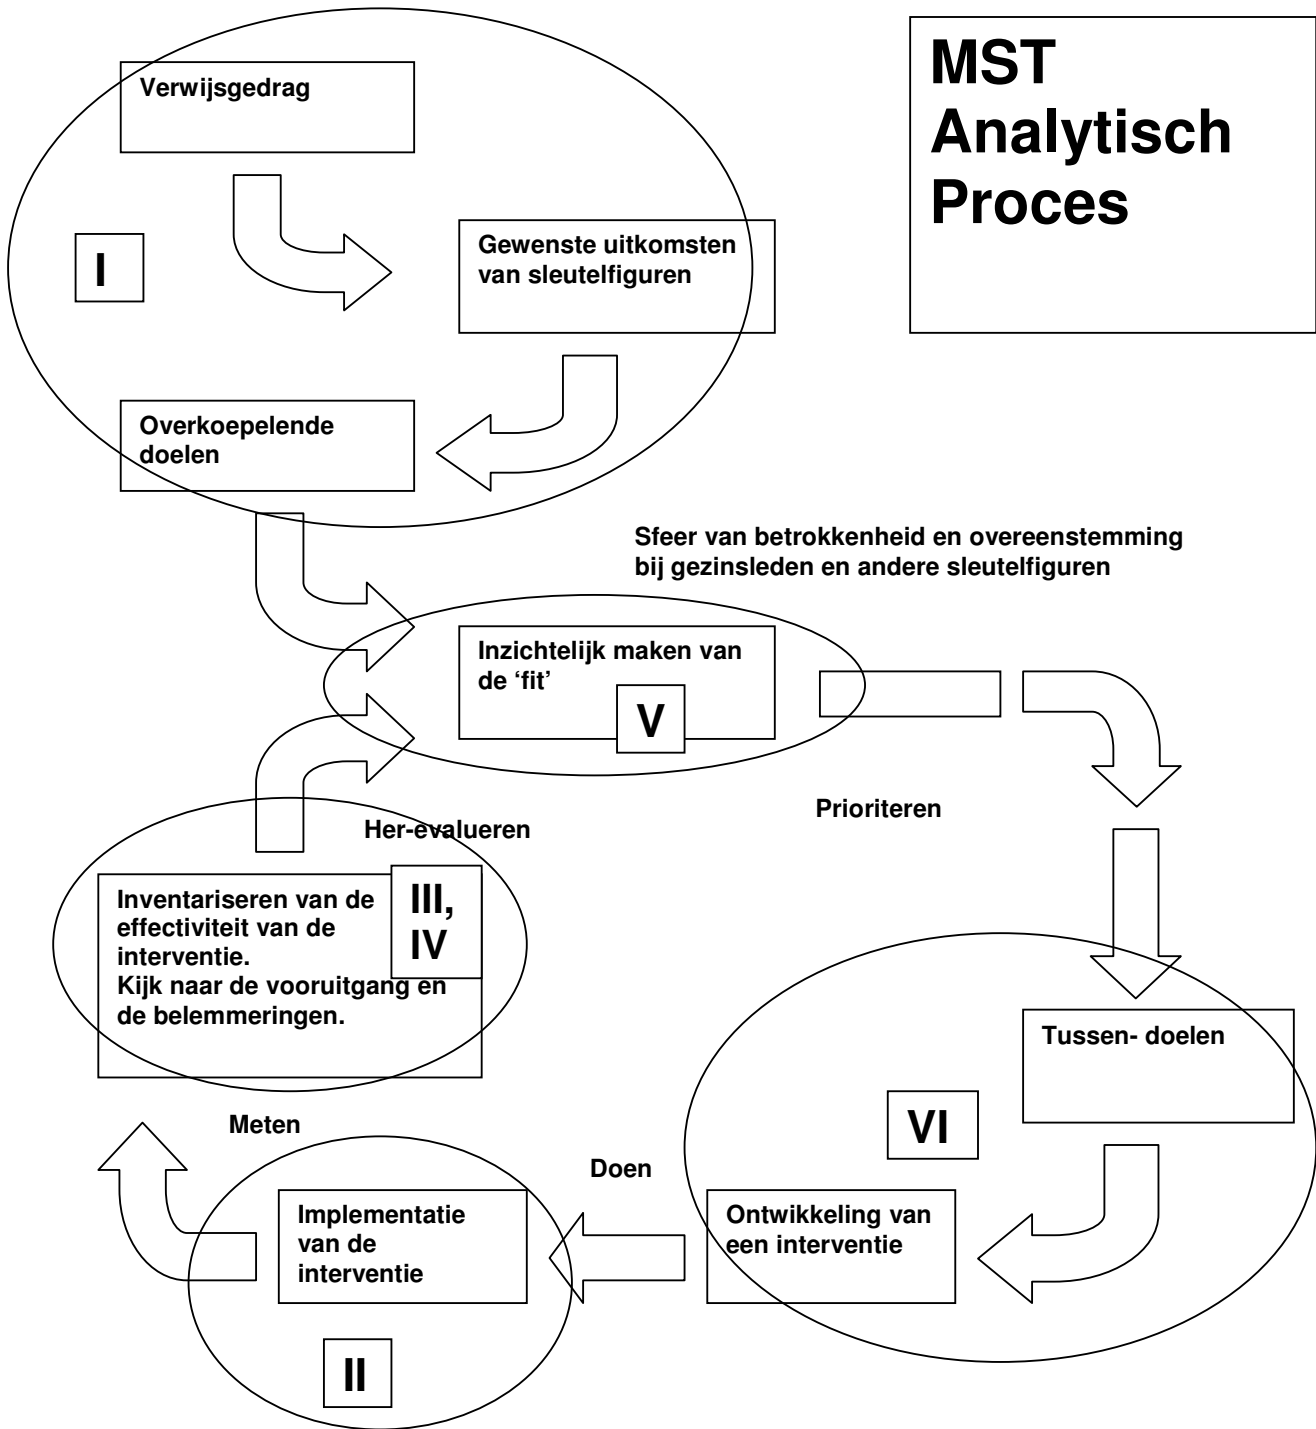 MST
Analytisch
Proces
Verwijsgedrag
I
Gewenste uitkomsten
van sleutelfiguren
Overkoepelende
doelen
Sfeer van betrokkenheid en overeenstemming
bij gezinsleden en andere sleutelfiguren
Inzichtelijk maken van
de ‘fit’
V
Prioriteren
Her-evalueren
Inventariseren van de
effectiviteit van de
interventie.
Kijk naar de vooruitgang en
de belemmeringen.
III,
IV
Tussen- doelen
VI
Meten
Doen
Ontwikkeling van
een interventie
Implementatie
van de
interventie
II